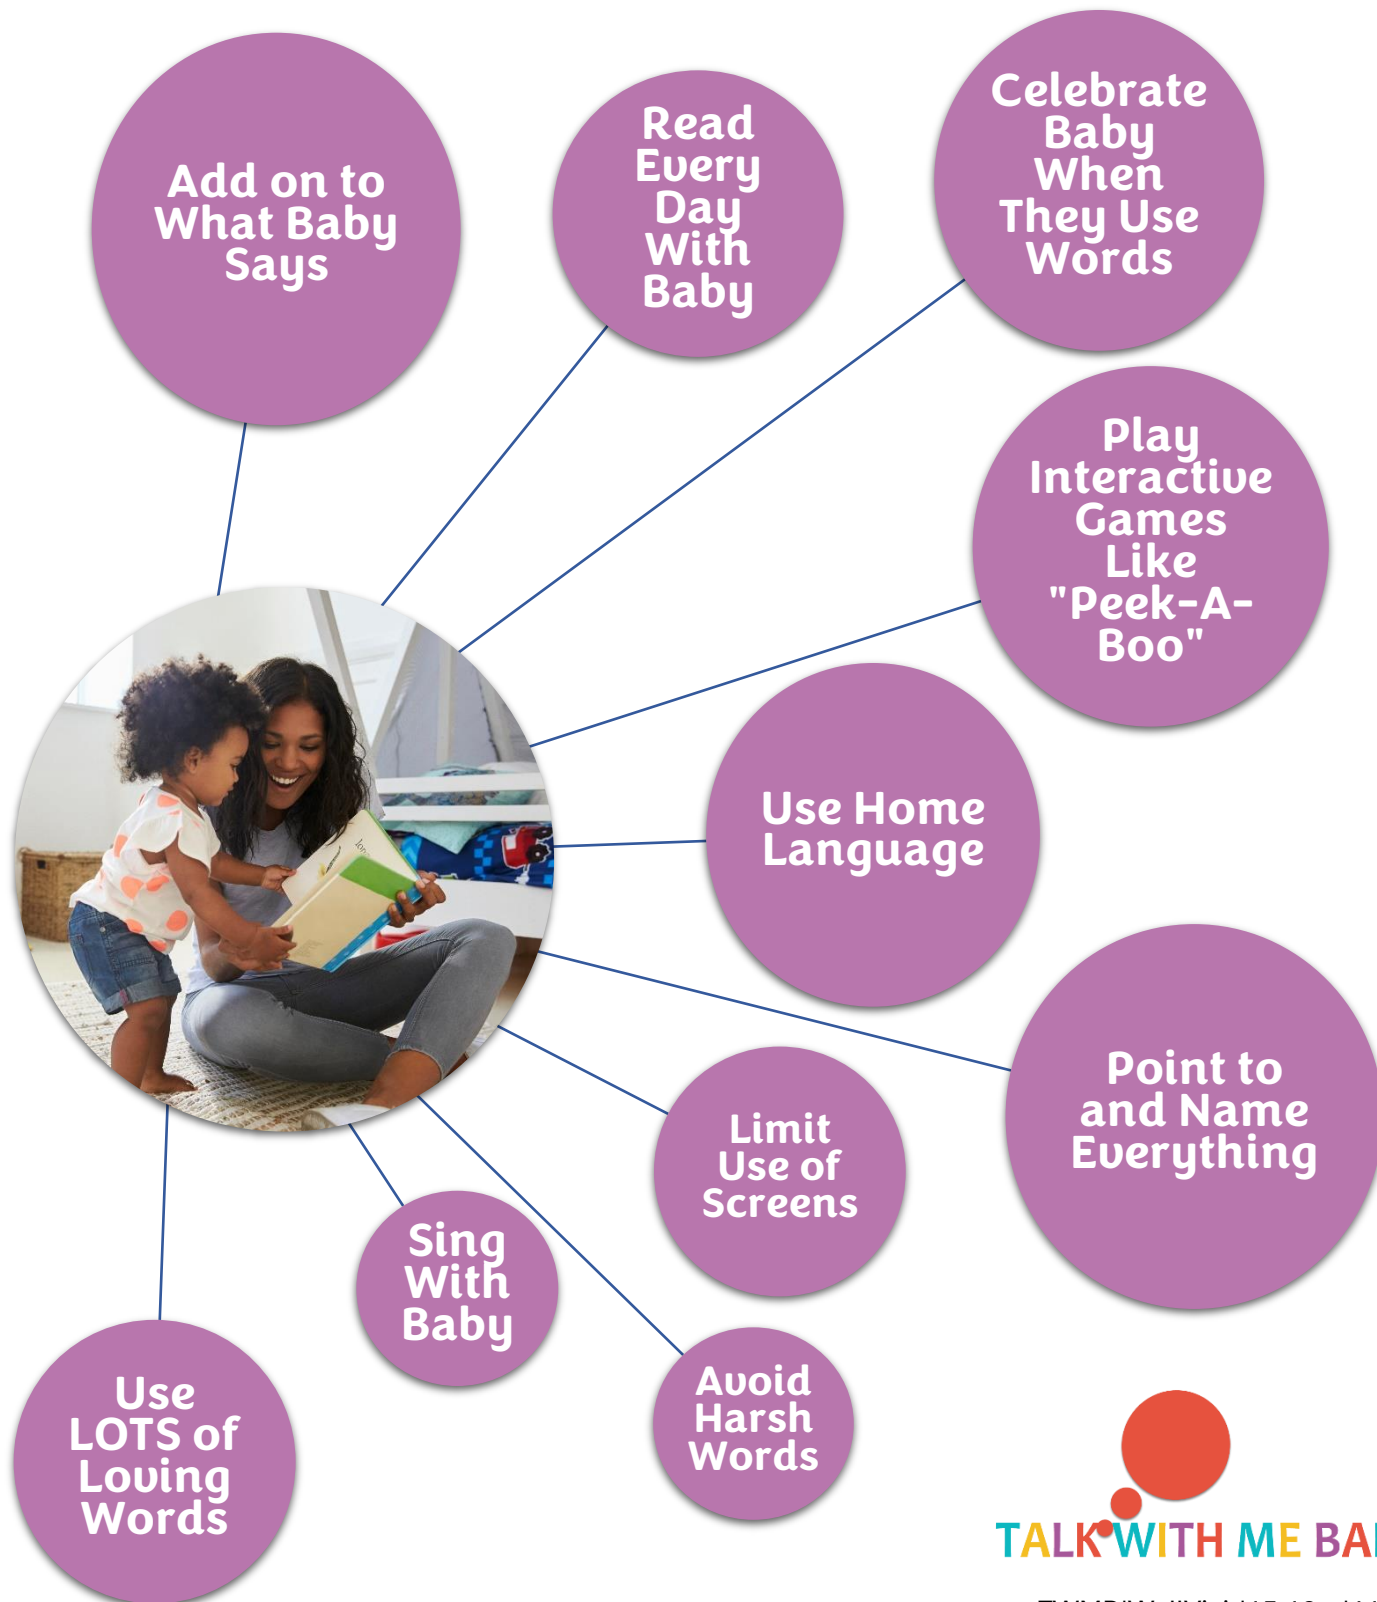 Add on to
What Baby
Says
Read
Every
Day
With
Baby
Celebrate
Baby
When
They Use
Words
Play
Interactive
Games
Like
"Peek-A-
Boo"
Use Home
Language
Point to
and Name
Everything
Limit
Use of
Screens
Sing
With
Baby
Avoid
Harsh
Words
Use
LOTS of
Loving
Words
TALK WITH ME